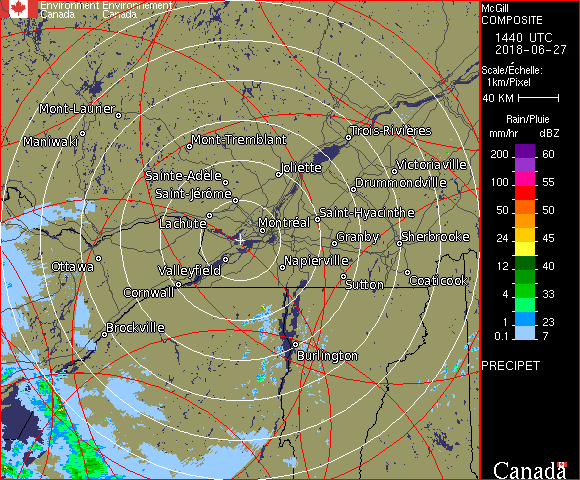 Environment Environnement
Canada Canada
McGill
COMPOSITE
1440 UTC
2018-06-27
Scale/Échelle:
1km/Pixel
40 KM
Rain/Pluie
mm/hr dBZ
200 60
100 55
50 50
24 45
12 40
4 33
1 23
0.1 7
PRECIPET
Canada
Mont-Laurier
Maniwaki
Mont-Tremblant
Trois-Rivières
Joliette
Victoriaville
Sainte-Adèle
Drummondville
Saint-Jérôme
Lachute
Montréal
Saint-Hyacinthe
Granby
Sherbrooke
Ottawa
Valleyfield
Napierville
Cornwall
Sutton
Coaticook
Brockville
Burlington